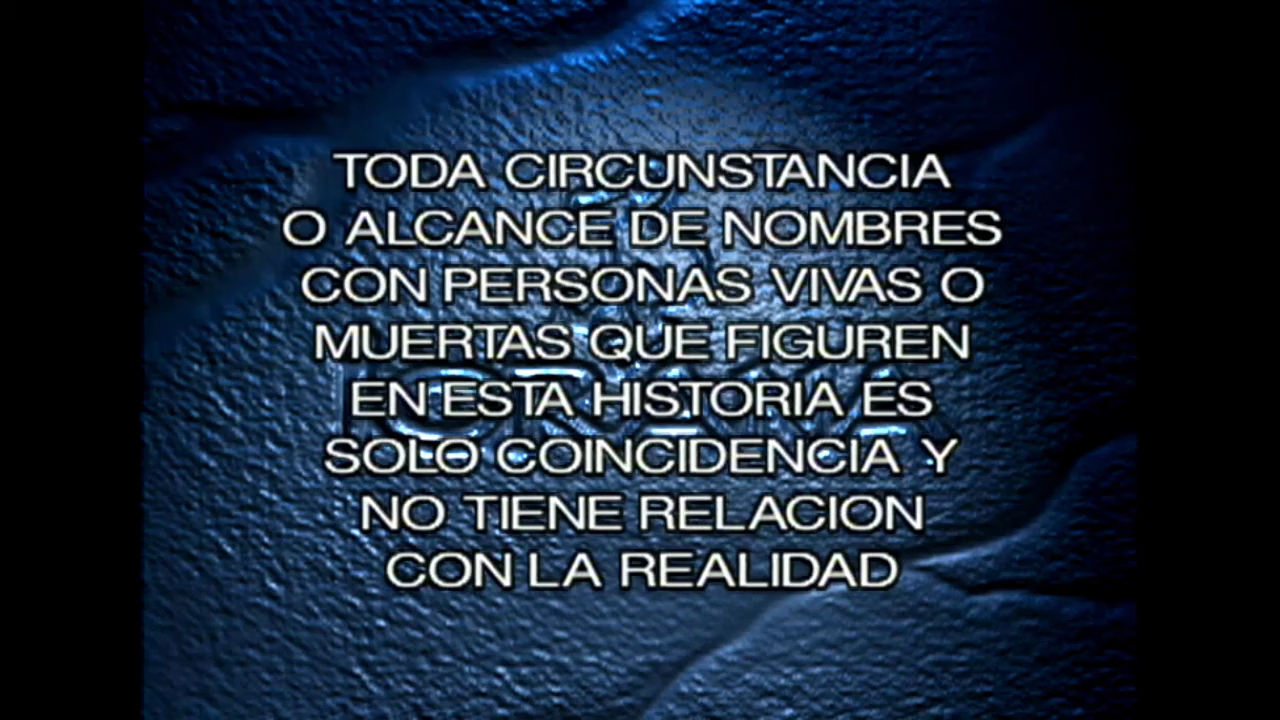 TODA CIRCUNSTANCIA
O ALCANCE DE NOMBRES
CON PERSONAS VIVAS O
MUERTAS QUE FIGUREN
EN ESTA HISTORIA ES
SOLO COINCIDENCIA Y
NO TIENE RELACION
CON LA REALIDAD